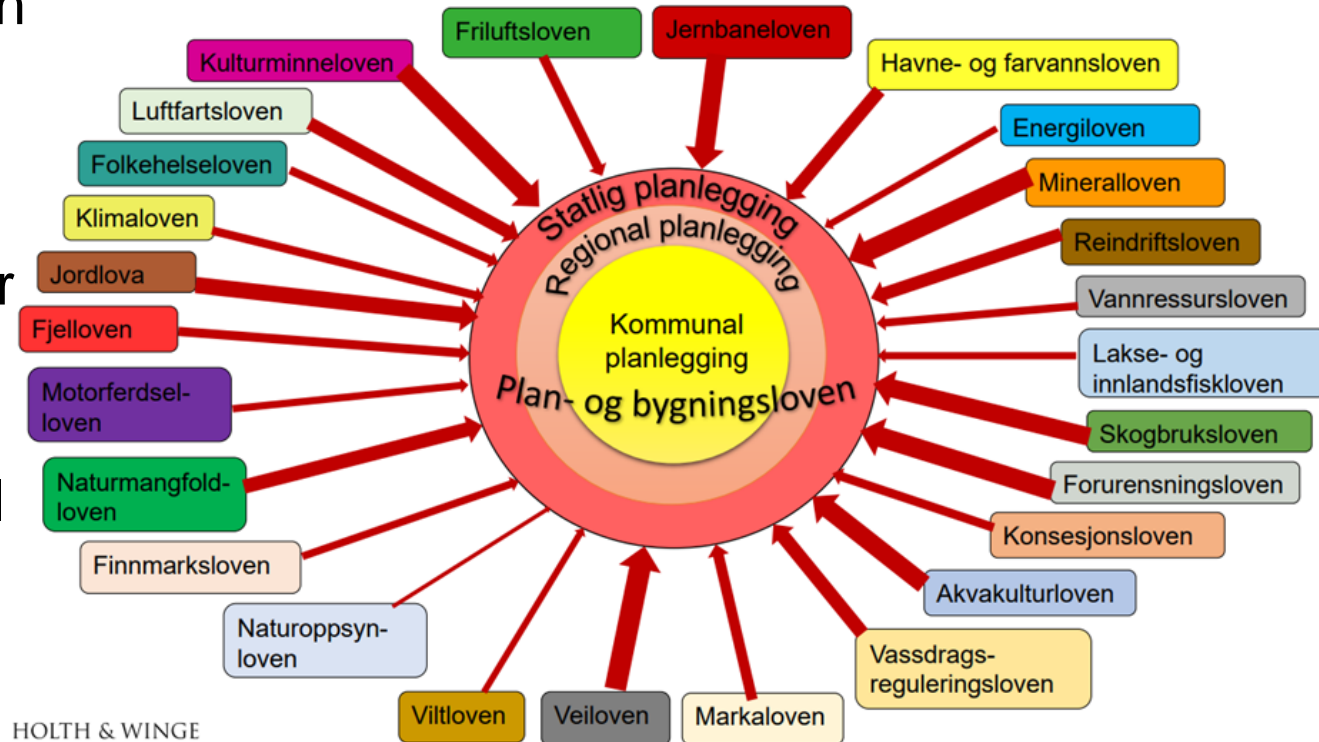 n
r
l
Friluftsloven
Jernbaneloven
Kulturminneloven
Havne- og farvannsloven
Luftfartsloven
Energiloven
Folkehelseloven
Mineralloven
Klimaloven
Reindriftsloven
Jordlova
Vannressursloven
Fjelloven
Lakse- og
innlandsfiskloven
Motorferdsel-
loven
Skogbruksloven
Naturmangfold-
loven
Forurensningsloven
Konsesjonsloven
Finnmarksloven
Akvakulturloven
Naturoppsyn-
loven
Vassdrags-
reguleringsloven
Viltloven
Veiloven
Markaloven
Statlig planlegging
Regional planlegging
Kommunal
planlegging
Plan- og bygningsloven
HOLTH & WINGE